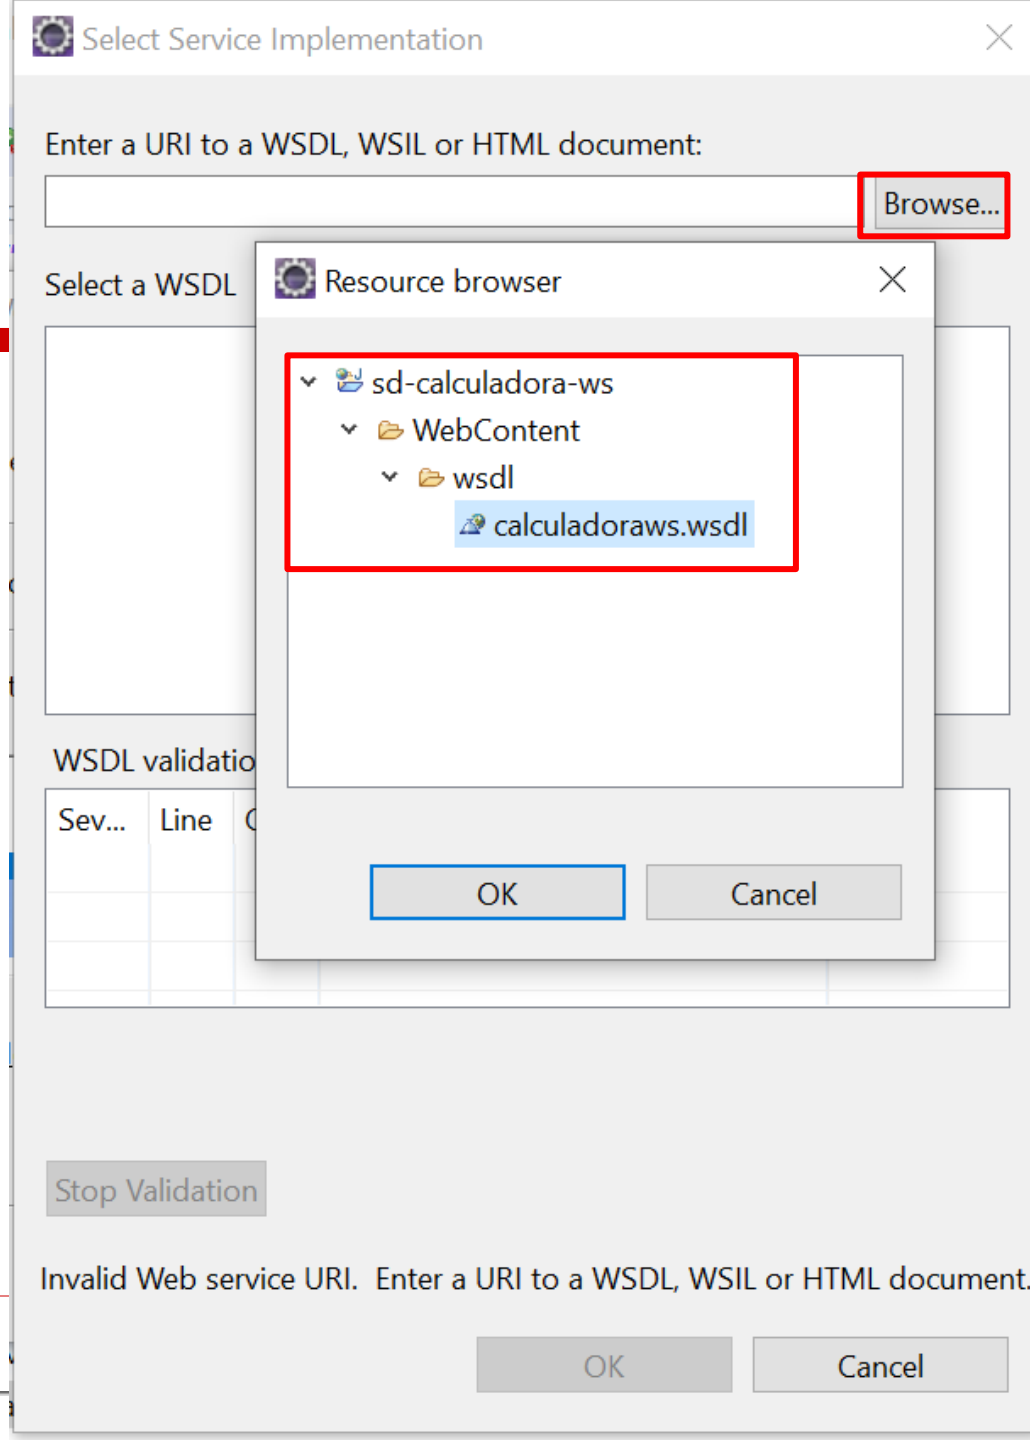 Select Service Implementation
Enter a URI to a WSDL, WSIL or HTML document:
Browse...
Select a WSDL
Resource browser
sd-calculadora-ws
WebContent
wsdl
calculadoraws.wsdl
WSDL validatio
Sev... Line
OK Cancel
Stop Validation
Invalid Web service URI. Enter a URI to a WSDL, WSIL or HTML document.
OK Cancel